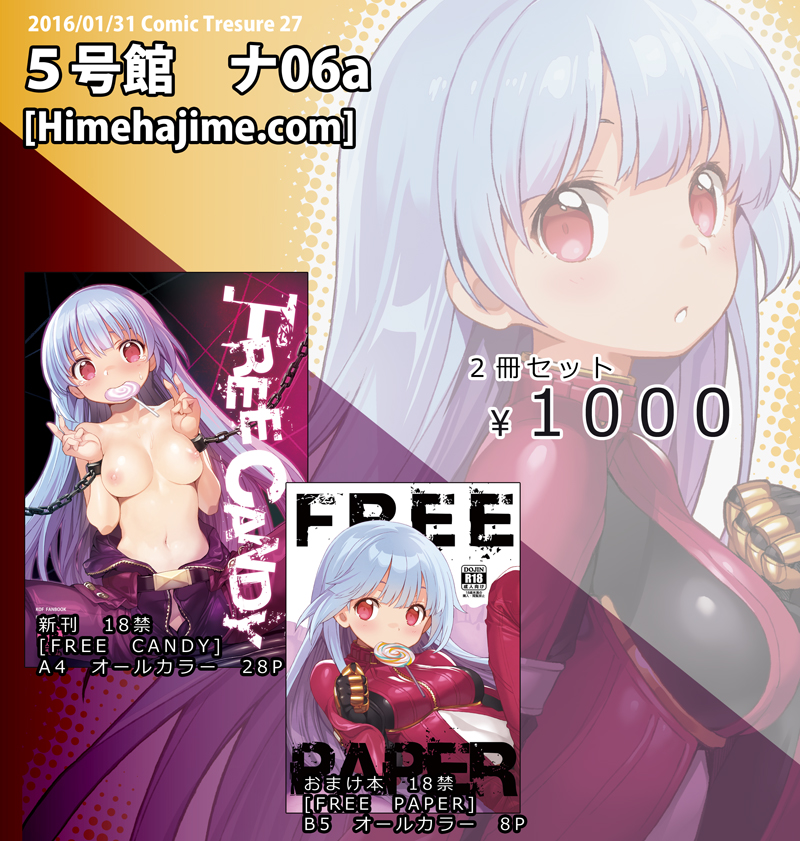 2016/01/31 Comic Tresure 27
５号館　ナ06a
[Himehajime.com]
FREE CANDY
KOF FANBOOK
新刊　18禁
[FREE　CANDY]
A4　オールカラー　28P
2冊セット
￥1000
FREE
DOJIN
R18
成人向け
PAPER
おまけ本　18禁
[FREE　PAPER]
B5　オールカラー　8P